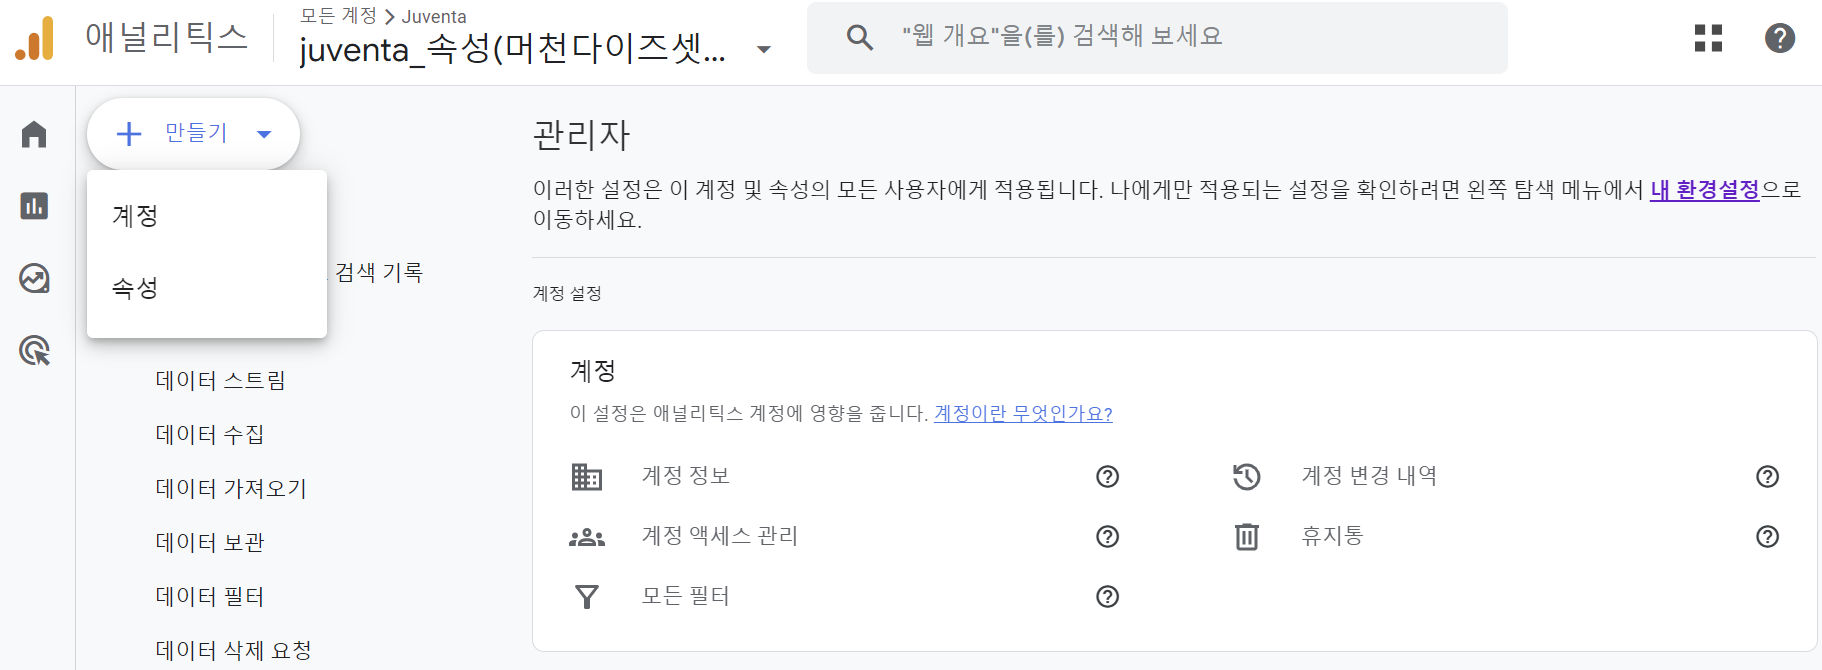 애널리틱스
모든 계정 > Juventa
juventa_속성(머천다이즈셋...
"웹 개요"을(를) 검색해 보세요
만들기
계정
속성
검색 기록
데이터 스트림
데이터 수집
데이터 가져오기
데이터 보관
데이터 필터
데이터 삭제 요청
관리자
이러한 설정은 이 계정 및 속성의 모든 사용자에게 적용됩니다. 나에게만 적용되는 설정을 확인하려면 왼쪽 탐색 메뉴에서 내 환경설정으로
이동하세요.
계정 설정
계정
이 설정은 애널리틱스 계정에 영향을 줍니다. 계정이란 무엇인가요?
계정 정보
계정 변경 내역
계정 액세스 관리
휴지통
모든 필터